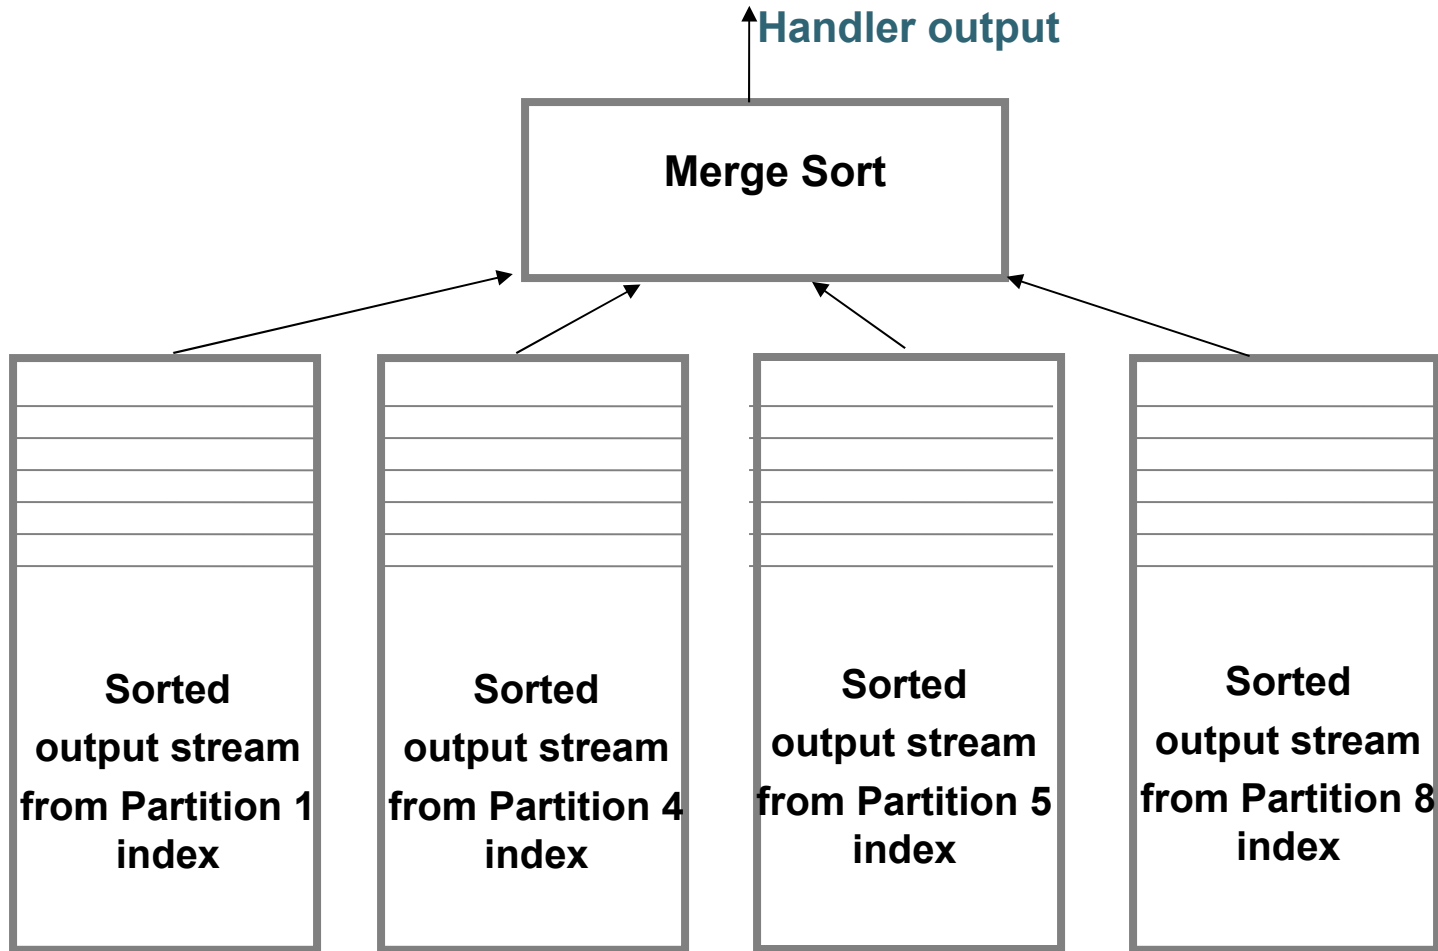 Handler output
Merge Sort
Sorted
output stream
from Partition 1
index
Sorted
output stream
from Partition 4
index
Sorted
output stream
from Partition 5
index
Sorted
output stream
from Partition 8
index